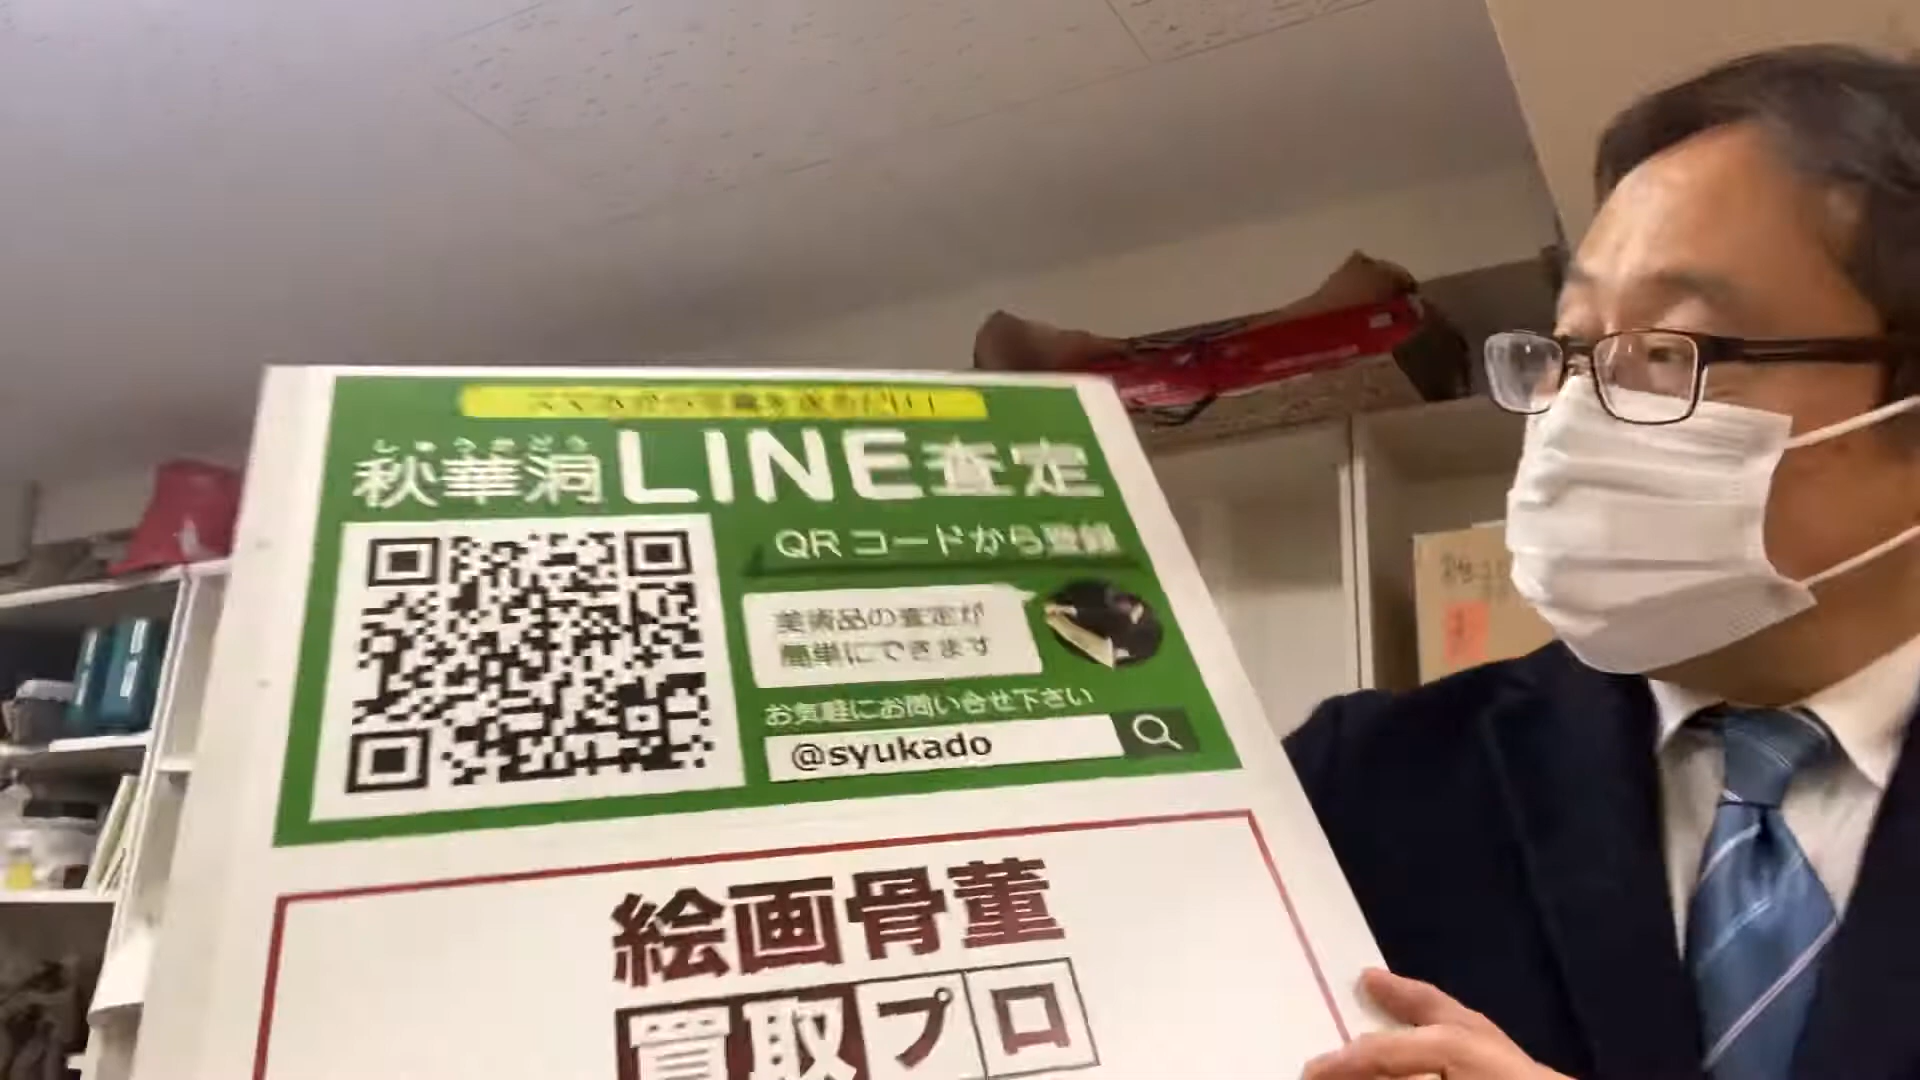 しゅうかどう
秋華洞LINE査定
QRコードから登録
美術品の査定が
簡単にできます
お気軽にお問い合せ下さい
@syukado
絵画骨董
買取プロ